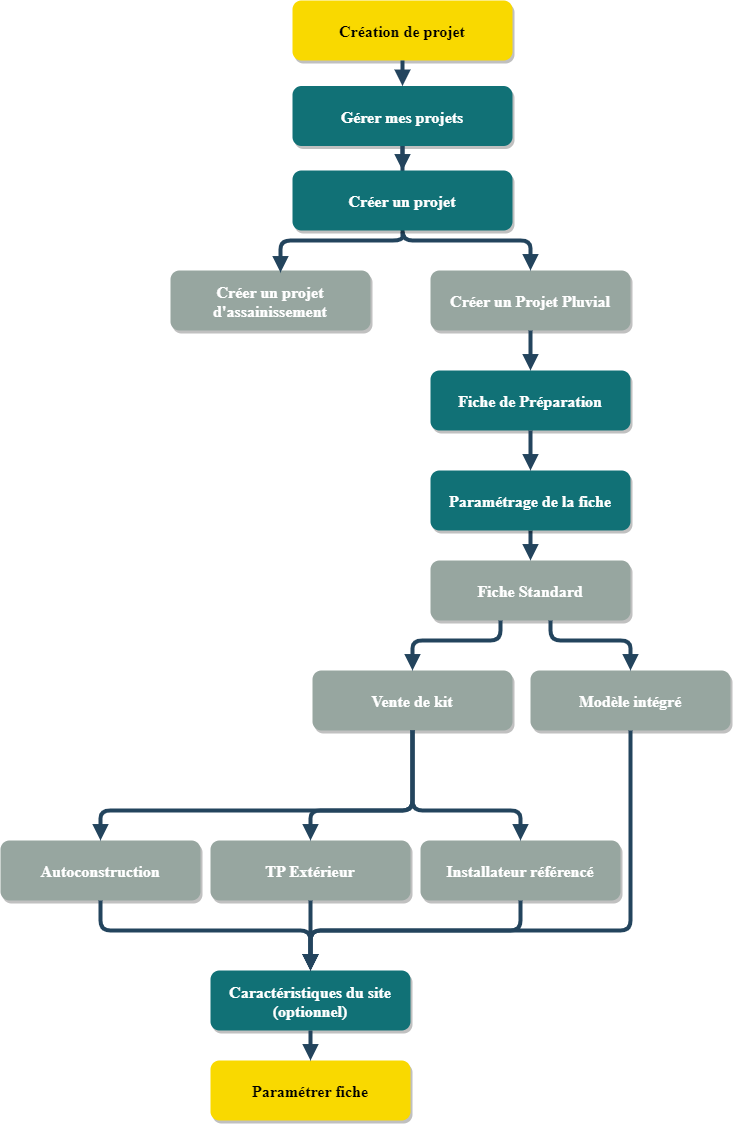 Création de projet
Gérer mes projets
Créer un projet
Créer un projet
d'assainissement
Créer un Projet Pluvial
Fiche de Préparation
Paramétrage de la fiche
Fiche Standard
Vente de kit
Modèle intégré
Autoconstruction
TP Extérieur
Installateur référencé
Caractéristiques du site
(optionnel)
Paramétrer fiche